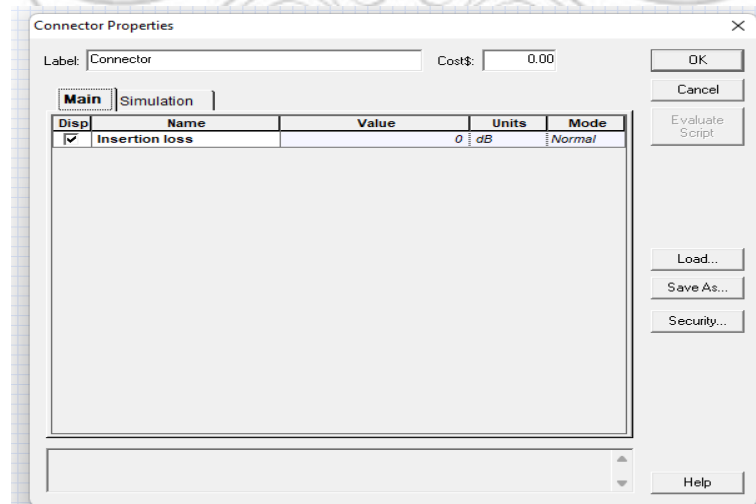 Connector Properties
Label: Connector Cost$: 0.00 OK
Cancel
Main Simulation
Evaluate
Script
Disp Name Value Units Mode
Insertion loss 0 dB Normal
Load...
Save As...
Security...
Help